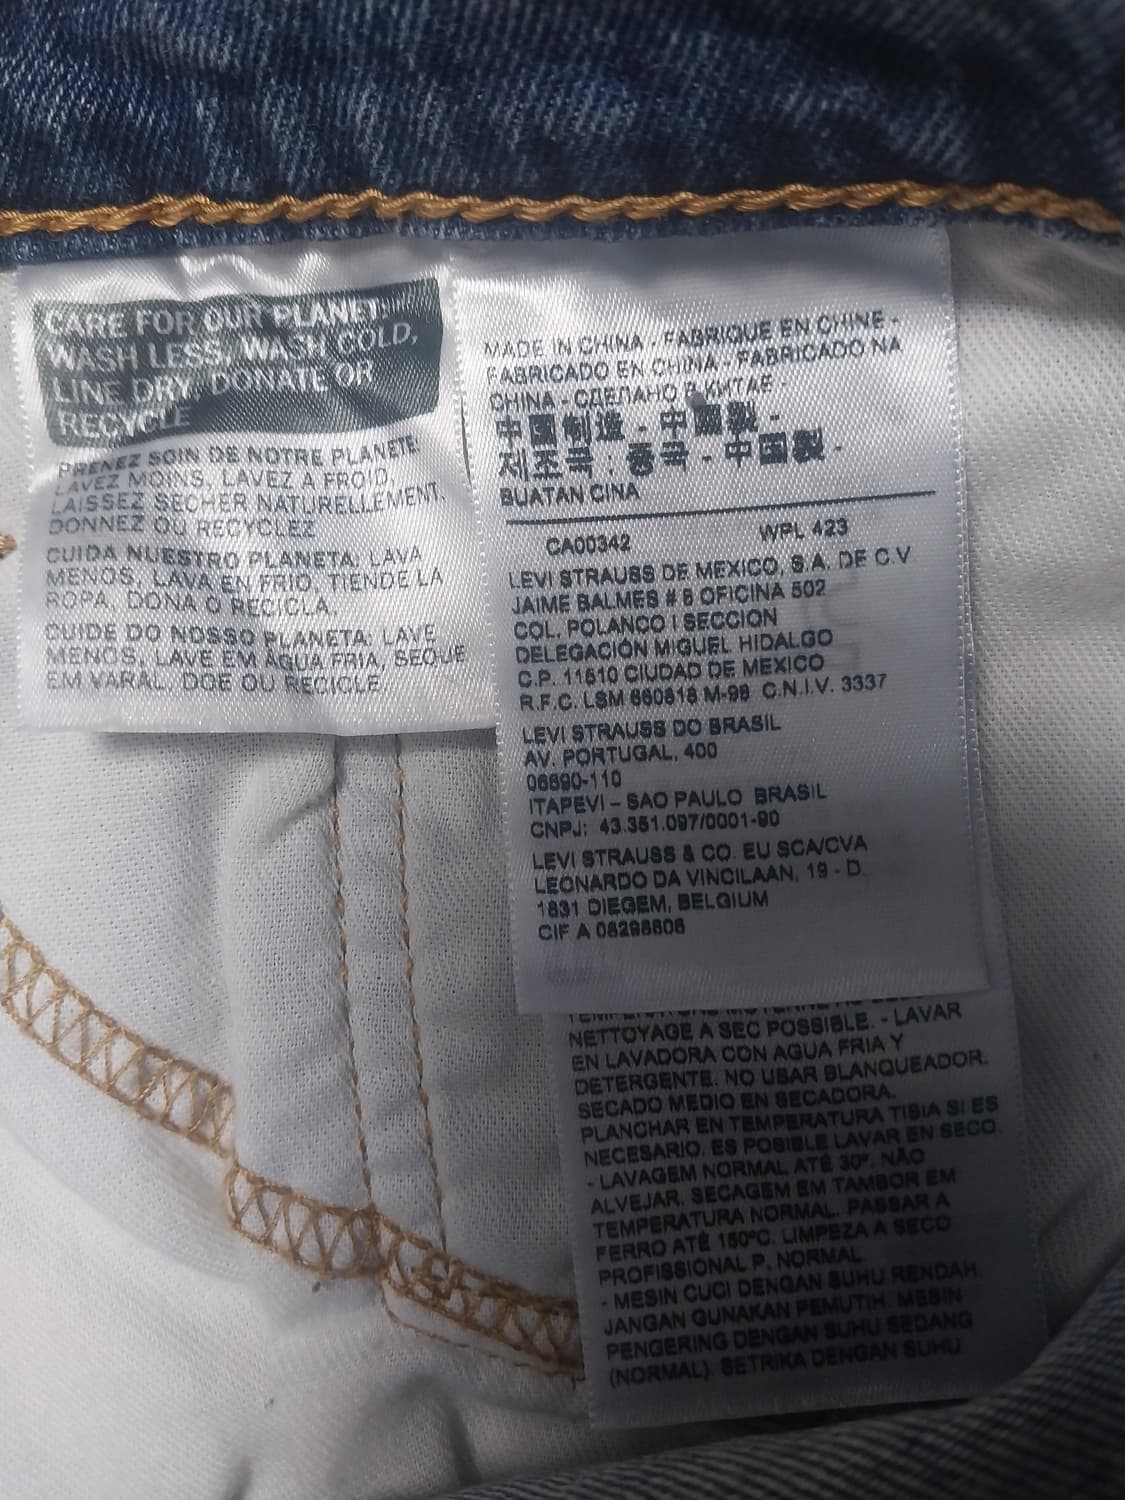 CARE FOR OUR PLANET:
WASH LESS, WASH COLD,
LINE DRY, DONATE OR
RECYCLE
PRENEZ SOIN DE NOTRE PLANETE
LAVEZ MOINS, LAVEZ A FROID,
LAISSEZ SECHER NATURELLEMENT,
DONNEZ OU RECYCLEZ
CUIDA NUESTRO PLANETA: LAVA
MENOS, LAVA EN FRIO, TIENDE LA
ROPA, DONA O RECICLA.
CUIDE DO NOSSO PLANETA: LAVE
MENOS, LAVE EM ÁGUA FRIA, SEQUE
EM VARAL, DOE OU RECICLE
MADE IN CHINA - FABRIQUE EN CHINE -
FABRICADO EN CHINA - FABRICADO NA
CHINA - СДЕЛАНО В КИТАЕ -
中国制造 - 中國製 -
제조국 : 중국 - 中国製 -
BUATAN CINA
CA00342 WPL 423
LEVI STRAUSS DE MEXICO, S.A. DE C.V
JAIME BALMES # 8 OFICINA 502
COL. POLANCO I SECCION
DELEGACIÓN MIGUEL HIDALGO
C.P. 11510 CIUDAD DE MEXICO
R.F.C. LSM 660818 M-98 C.N.I.V. 3337
LEVI STRAUSS DO BRASIL
AV. PORTUGAL, 400
06690-110
ITAPEVI – SAO PAULO BRASIL
CNPJ: 43.351.097/0001-90
LEVI STRAUSS & CO. EU SCA/CVA
LEONARDO DA VINCILAAN, 19 - D.
1831 DIEGEM, BELGIUM
CIF A 08298806
NETTOYAGE A SEC POSSIBLE. - LAVAR
EN LAVADORA CON AGUA FRIA Y
DETERGENTE. NO USAR BLANQUEADOR.
SECADO MEDIO EN SECADORA.
PLANCHAR EN TEMPERATURA TIBIA SI ES
NECESARIO. ES POSIBLE LAVAR EN SECO.
- LAVAGEM NORMAL ATÉ 30º. NÃO
ALVEJAR. SECAGEM EM TAMBOR EM
TEMPERATURA NORMAL. PASSAR A
FERRO ATÉ 150ºC. LIMPEZA A SECO
PROFISSIONAL P, NORMAL
- MESIN CUCI DENGAN SUHU RENDAH.
JANGAN GUNAKAN PEMUTIH. MESIN
PENGERING DENGAN SUHU SEDANG
(NORMAL). SETRIKA DENGAN SUHU